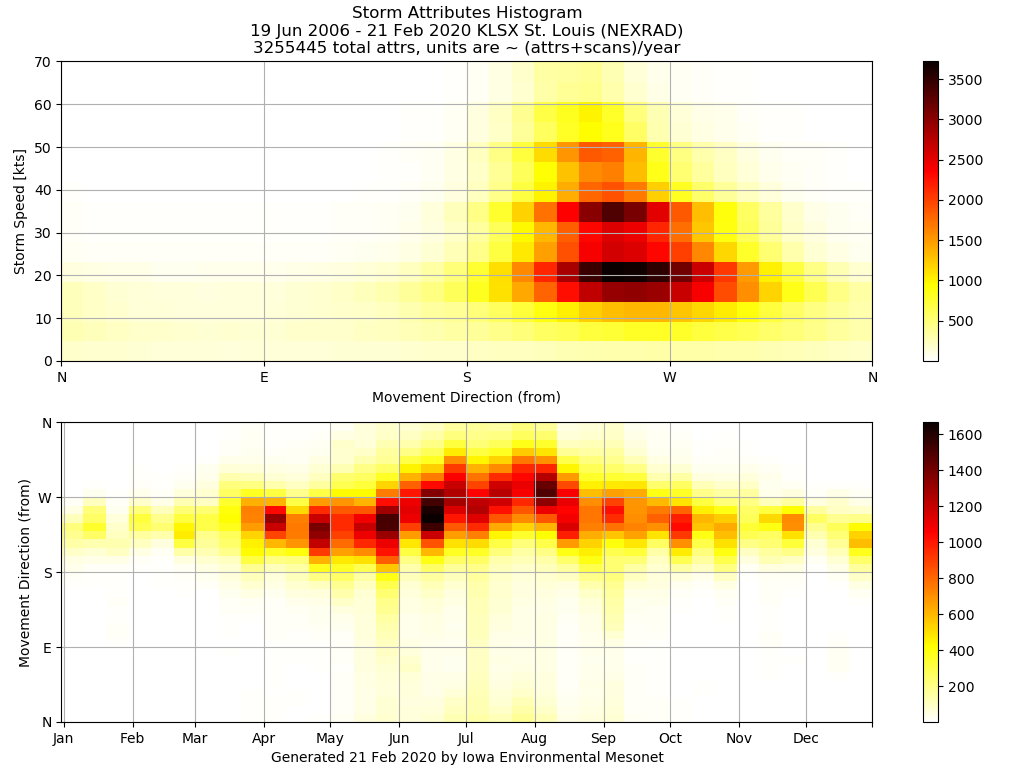 Storm Attributes Histogram
19 Jun 2006 - 21 Feb 2020 KLSX St. Louis (NEXRAD)
3255445 total attrs, units are ~ (attrs+scans)/year
Storm Speed [kts]
70
60
50
40
30
20
10
0
N E S W N
Movement Direction (from)
3500
3000
2500
2000
1500
1000
500
Movement Direction (from)
N
W
S
E
N
Jan Feb Mar Apr May Jun Jul Aug Sep Oct Nov Dec
Generated 21 Feb 2020 by Iowa Environmental Mesonet
1600
1400
1200
1000
800
600
400
200